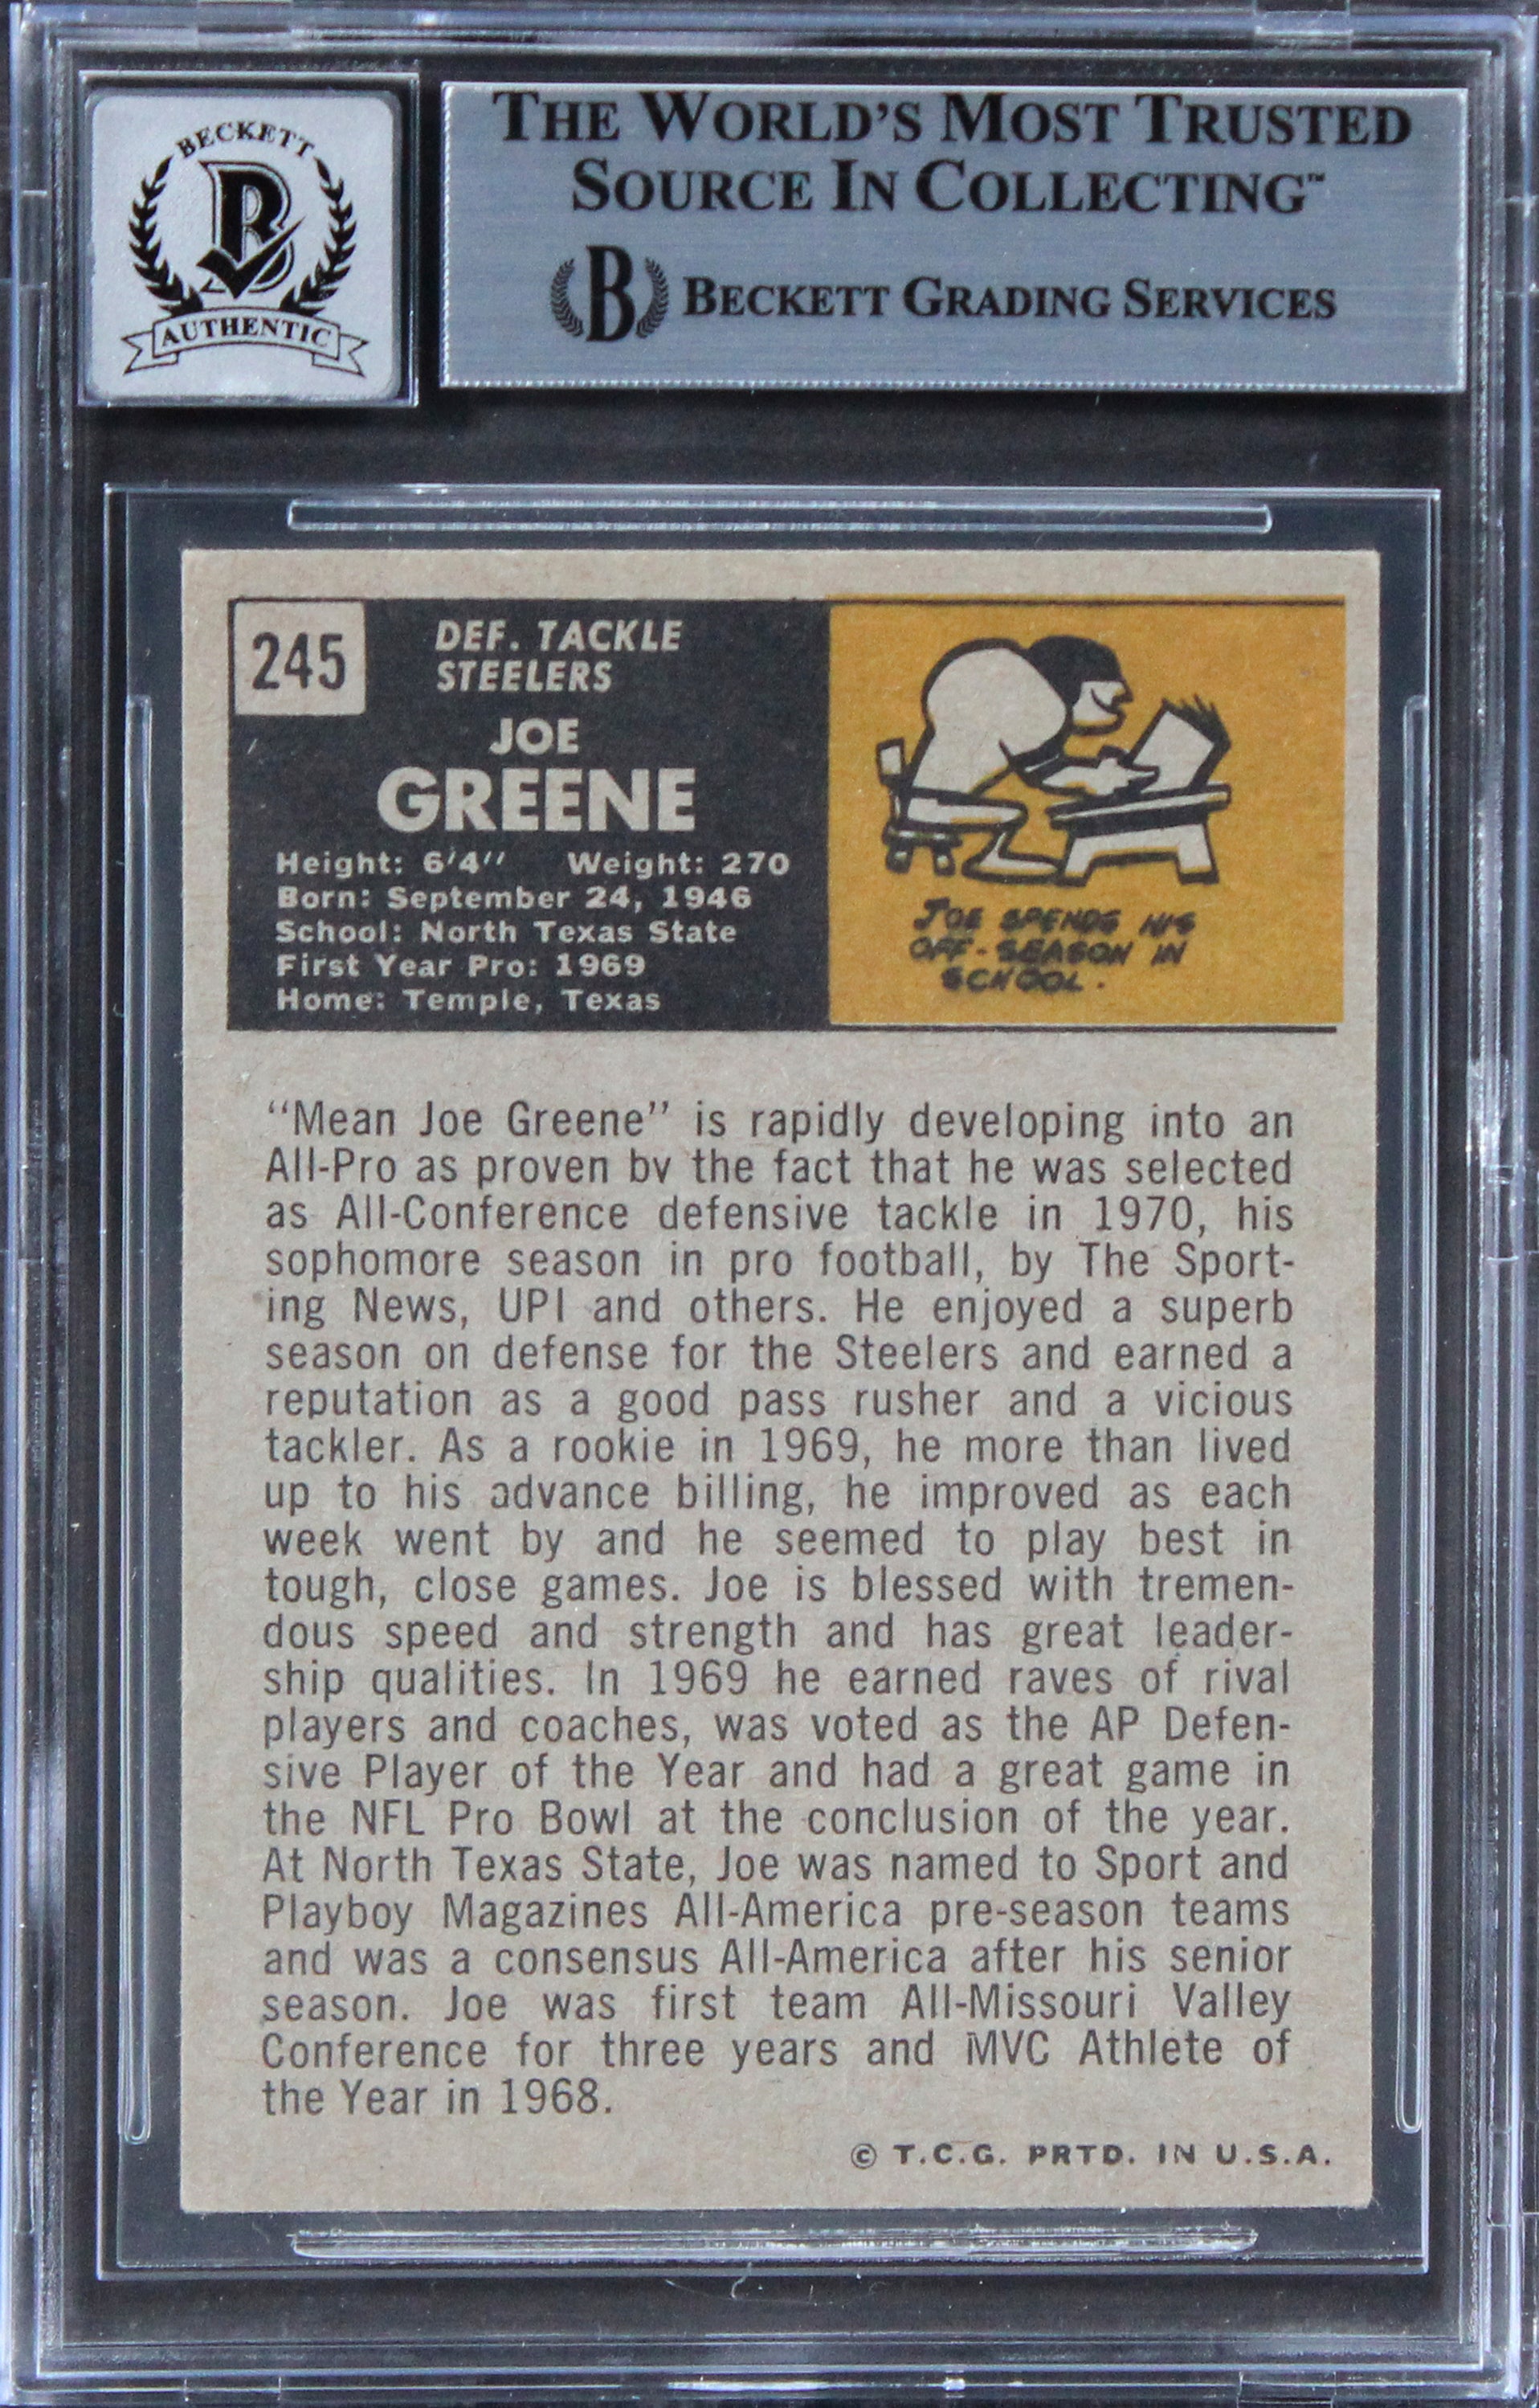 BECKETT
B
AUTHENTIC
THE WORLD'S MOST TRUSTED
SOURCE IN COLLECTING™
B BECKETT GRADING SERVICES
245
DEF. TACKLE
STEELERS
JOE
GREENE
Height: 6'4'' Weight: 270
Born: September 24, 1946
School: North Texas State
First Year Pro: 1969
Home: Temple, Texas
JOE SPENDS HIS
OFF-SEASON IN
SCHOOL.
"Mean Joe Greene" is rapidly developing into an
All-Pro as proven by the fact that he was selected
as All-Conference defensive tackle in 1970, his
sophomore season in pro football, by The Sport-
ing News, UPI and others. He enjoyed a superb
season on defense for the Steelers and earned a
reputation as a good pass rusher and a vicious
tackler. As a rookie in 1969, he more than lived
up to his advance billing, he improved as each
week went by and he seemed to play best in
tough, close games. Joe is blessed with tremen-
dous speed and strength and has great leader-
ship qualities. In 1969 he earned raves of rival
players and coaches, was voted as the AP Defen-
sive Player of the Year and had a great game in
the NFL Pro Bowl at the conclusion of the year.
At North Texas State, Joe was named to Sport and
Playboy Magazines All-America pre-season teams
and was a consensus All-America after his senior
season. Joe was first team All-Missouri Valley
Conference for three years and MVC Athlete of
the Year in 1968.
© T.C.G. PRTD. IN U.S.A.